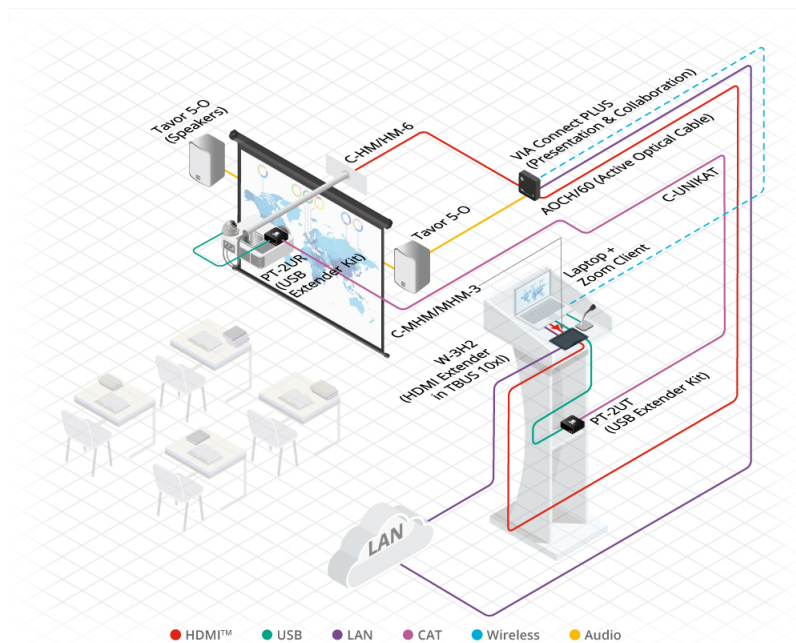 Tavor 5-O
(Speakers)
C-HM/HM-6
VIA Connect PLUS
(Presentation & Collaboration)
AOCH/60 (Active Optical Cable)
C-UNIKAT
Tavor 5-O
PT-2UR
(USB
Extender Kit)
C-MHM/MHM-3
Laptop +
Zoom Client
W-3H2
(HDMI Extender
in TBUS 10xl)
PT-2UT
(USB Extender Kit)
LAN
HDMI™
USB
LAN
CAT
Wireless
Audio